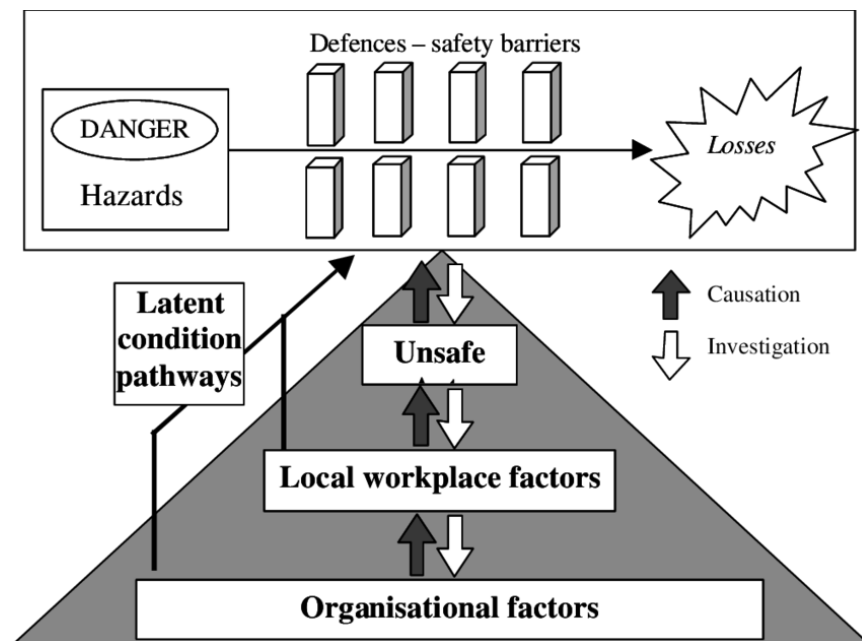 Defences – safety barriers
DANGER
Hazards
Losses
Latent
condition
pathways
Causation
Investigation
Unsafe
Local workplace factors
Organisational factors